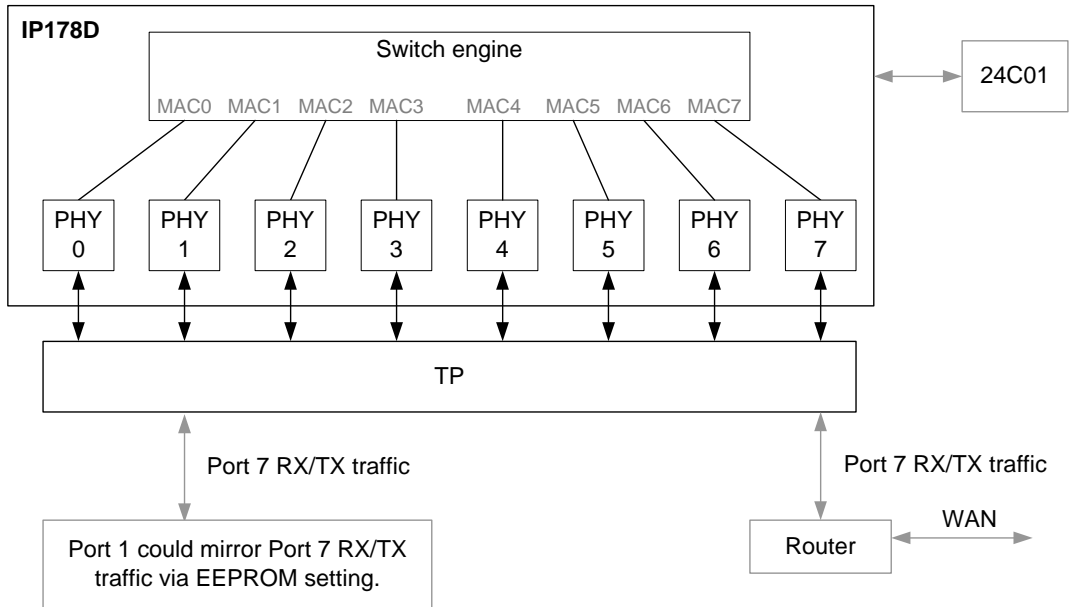 IP178D
Switch engine
24C01
MAC0 MAC1 MAC2 MAC3 MAC4 MAC5 MAC6 MAC7
PHY 0
PHY 1
PHY 2
PHY 3
PHY 4
PHY 5
PHY 6
PHY 7
TP
Port 7 RX/TX traffic
Port 7 RX/TX traffic
Port 1 could mirror Port 7 RX/TX
traffic via EEPROM setting.
Router
WAN